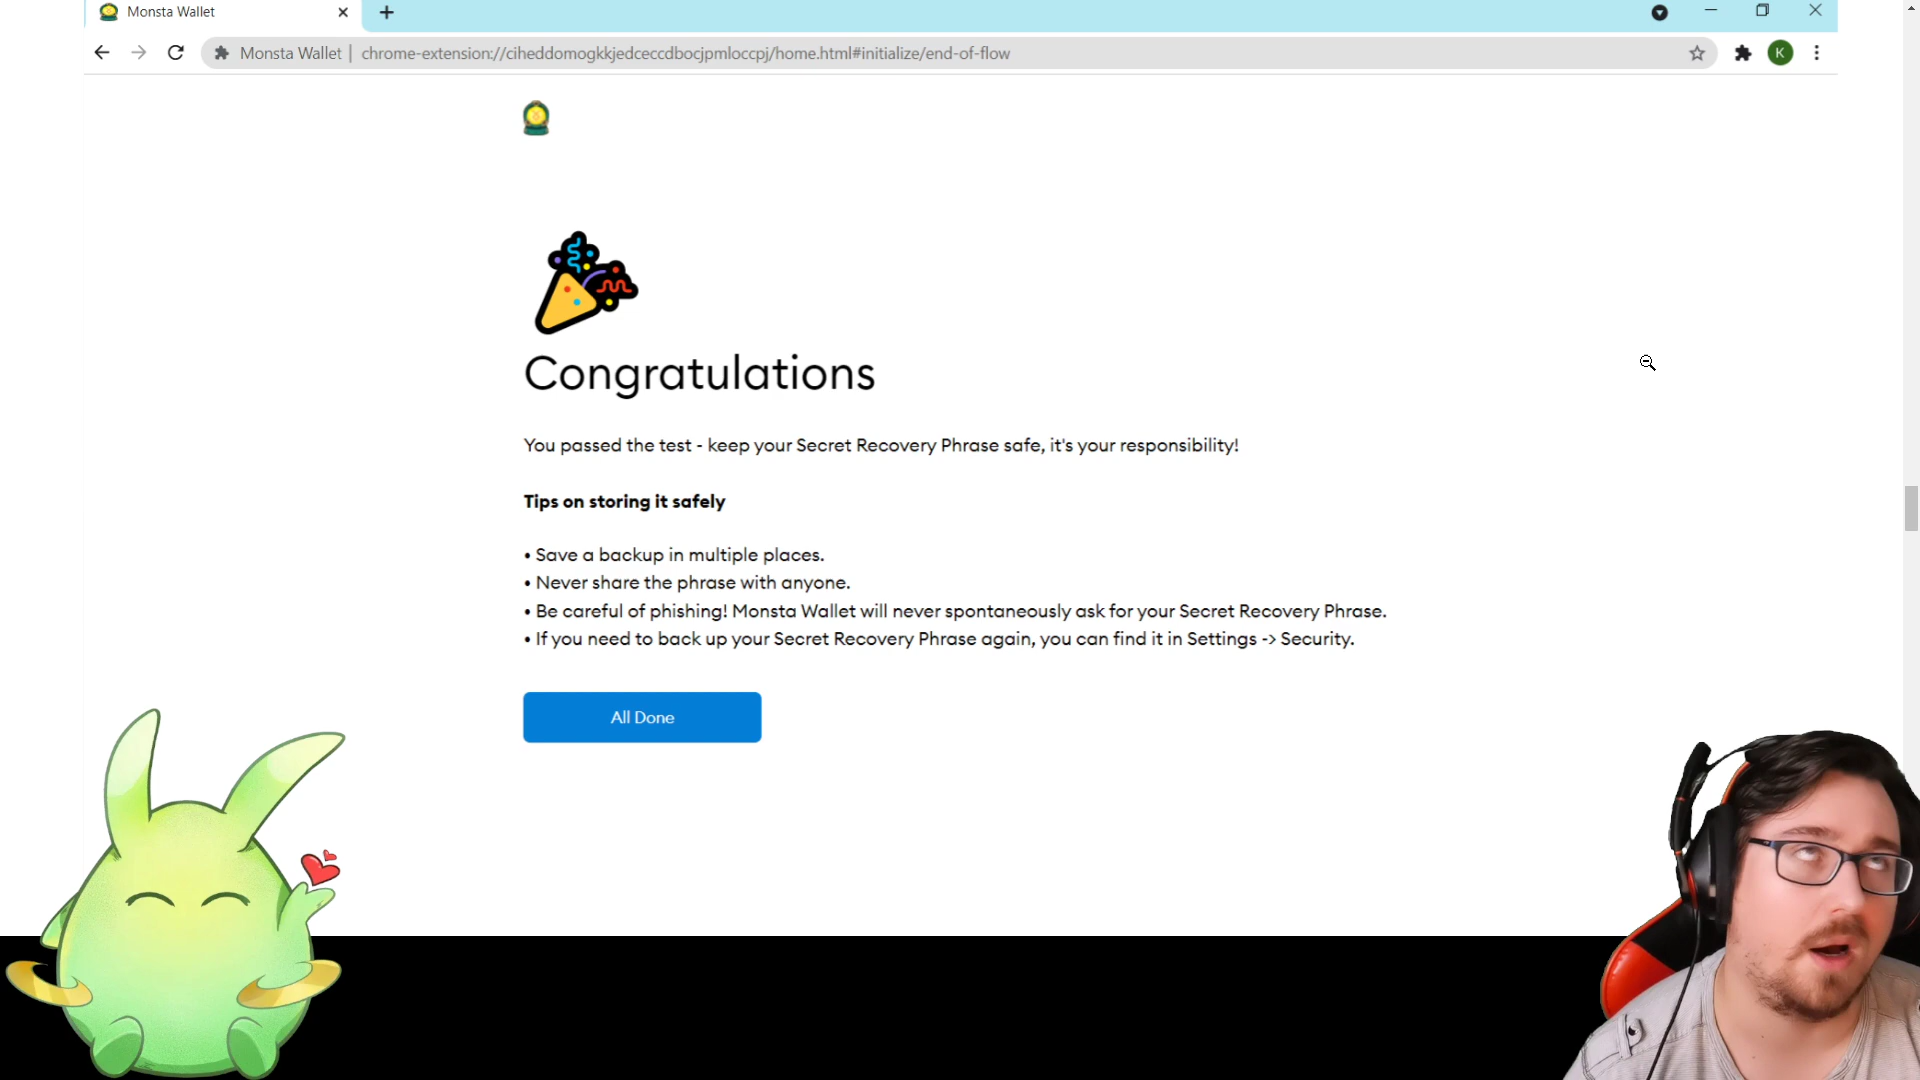 Monsta Wallet
Monsta Wallet | chrome-extension://ciheddomogkkjedceccdbocjpmloccpj/home.html#initialize/end-of-flow
K
Congratulations
You passed the test - keep your Secret Recovery Phrase safe, it's your responsibility!
Tips on storing it safely
• Save a backup in multiple places.
• Never share the phrase with anyone.
• Be careful of phishing! Monsta Wallet will never spontaneously ask for your Secret Recovery Phrase.
• If you need to back up your Secret Recovery Phrase again, you can find it in Settings -> Security.
All Done